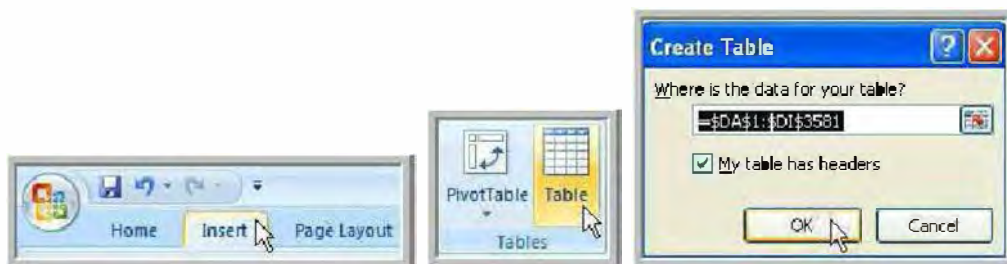 Home Insert Page Layout
PivotTable Table
Tables
Create Table
Where is the data for your table?
=$DA$1:$DI$3581
My table has headers
OK Cancel